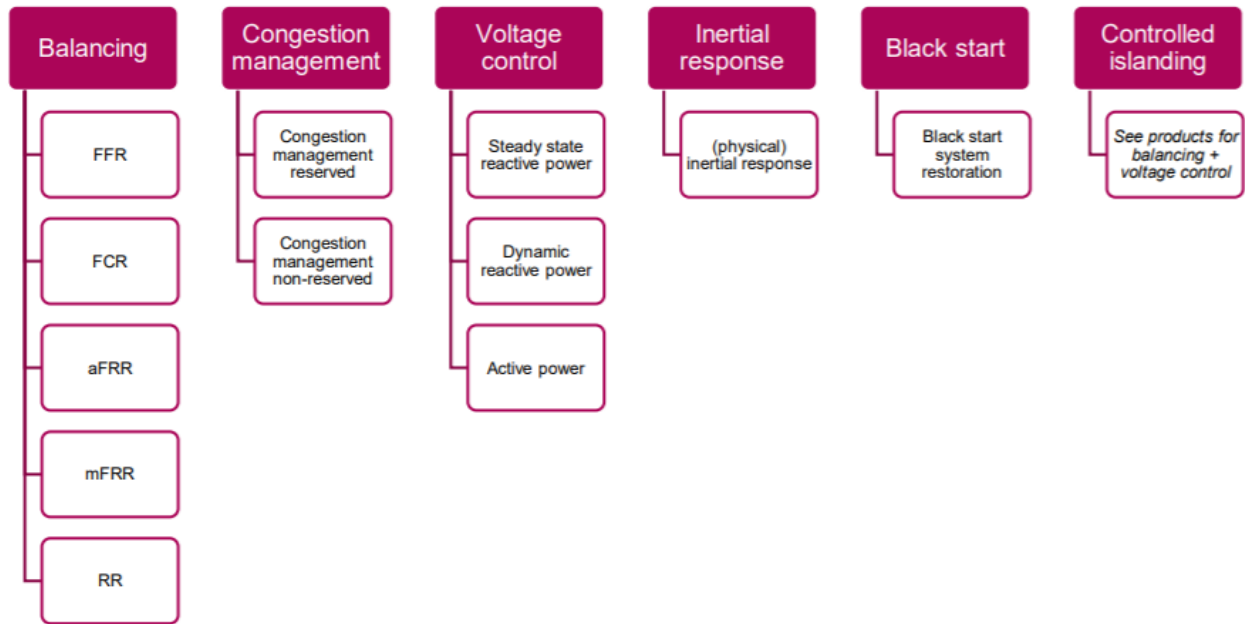 Balancing
FFR
FCR
aFRR
mFRR
RR
Congestion
management
Congestion
management
reserved
Congestion
management
non-reserved
Voltage
control
Steady state
reactive power
Dynamic
reactive power
Active power
Inertial
response
(physical)
inertial response
Black start
Black start
system
restoration
Controlled
islanding
See products for
balancing +
voltage control